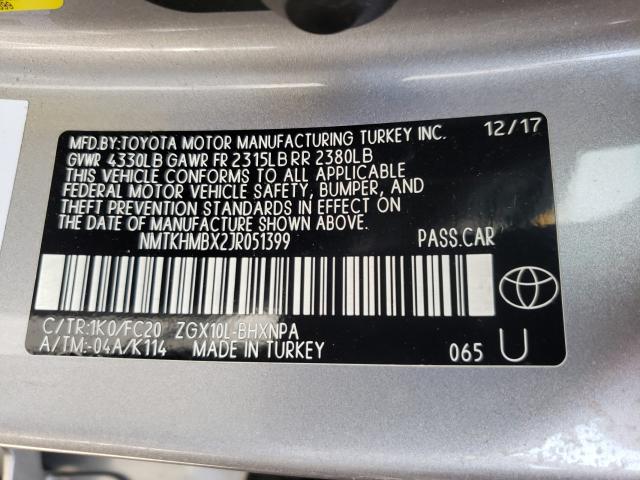 MFD.BY:TOYOTA MOTOR MANUFACTURING TURKEY INC. 12/17
GVWR 4330LB GAWR FR 2315LB RR 2380LB
THIS VEHICLE CONFORMS TO ALL APPLICABLE
FEDERAL MOTOR VEHICLE SAFETY, BUMPER, AND
THEFT PREVENTION STANDARDS IN EFFECT ON
THE DATE OF MANUFACTURE SHOWN ABOVE.
NMTKHMBX2JR051399 PASS.CAR
C/TR:1K0/FC20 ZGX10L-BHXNPA
A/TM:-04A/K114 MADE IN TURKEY 065 U